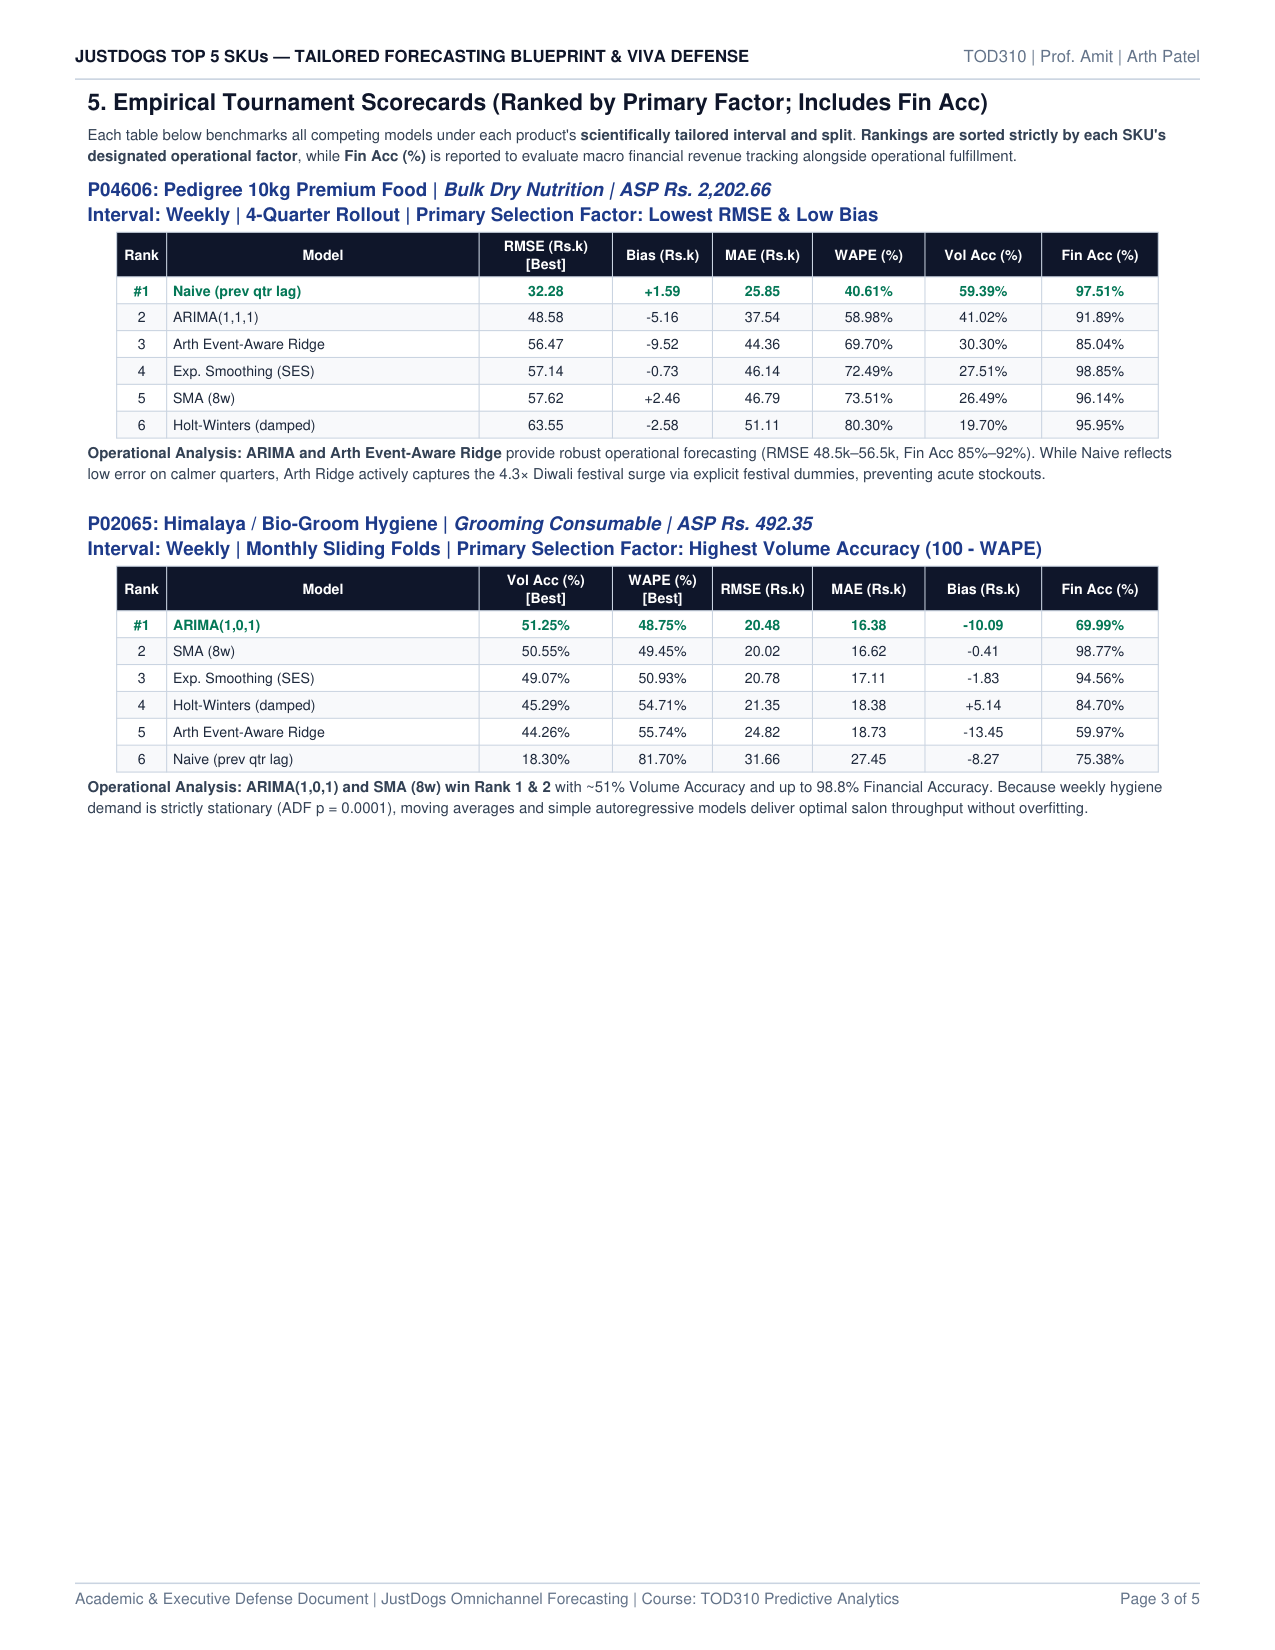 JUSTDOGS TOP 5 SKUs — TAILORED FORECASTING BLUEPRINT & VIVA DEFENSE TOD310 | Prof. Amit | Arth Patel
5. Empirical Tournament Scorecards (Ranked by Primary Factor; Includes Fin Acc)
Each table below benchmarks all competing models under each product's scientifically tailored interval and split. Rankings are sorted strictly by each SKU's
designated operational factor, while Fin Acc (%) is reported to evaluate macro financial revenue tracking alongside operational fulfillment.
P04606: Pedigree 10kg Premium Food | Bulk Dry Nutrition | ASP Rs. 2,202.66
Interval: Weekly | 4-Quarter Rollout | Primary Selection Factor: Lowest RMSE & Low Bias
Rank Model RMSE (Rs.k) [Best] Bias (Rs.k) MAE (Rs.k) WAPE (%) Vol Acc (%) Fin Acc (%)
#1 Naive (prev qtr lag) 32.28 +1.59 25.85 40.61% 59.39% 97.51%
2 ARIMA(1,1,1) 48.58 -5.16 37.54 58.98% 41.02% 91.89%
3 Arth Event-Aware Ridge 56.47 -9.52 44.36 69.70% 30.30% 85.04%
4 Exp. Smoothing (SES) 57.14 -0.73 46.14 72.49% 27.51% 98.85%
5 SMA (8w) 57.62 +2.46 46.79 73.51% 26.49% 96.14%
6 Holt-Winters (damped) 63.55 -2.58 51.11 80.30% 19.70% 95.95%
Operational Analysis: ARIMA and Arth Event-Aware Ridge provide robust operational forecasting (RMSE 48.5k–56.5k, Fin Acc 85%–92%). While Naive reflects
low error on calmer quarters, Arth Ridge actively captures the 4.3× Diwali festival surge via explicit festival dummies, preventing acute stockouts.
P02065: Himalaya / Bio-Groom Hygiene | Grooming Consumable | ASP Rs. 492.35
Interval: Weekly | Monthly Sliding Folds | Primary Selection Factor: Highest Volume Accuracy (100 - WAPE)
Rank Model Vol Acc (%) [Best] WAPE (%) [Best] RMSE (Rs.k) MAE (Rs.k) Bias (Rs.k) Fin Acc (%)
#1 ARIMA(1,0,1) 51.25% 48.75% 20.48 16.38 -10.09 69.99%
2 SMA (8w) 50.55% 49.45% 20.02 16.62 -0.41 98.77%
3 Exp. Smoothing (SES) 49.07% 50.93% 20.78 17.11 -1.83 94.56%
4 Holt-Winters (damped) 45.29% 54.71% 21.35 18.38 +5.14 84.70%
5 Arth Event-Aware Ridge 44.26% 55.74% 24.82 18.73 -13.45 59.97%
6 Naive (prev qtr lag) 18.30% 81.70% 31.66 27.45 -8.27 75.38%
Operational Analysis: ARIMA(1,0,1) and SMA (8w) win Rank 1 & 2 with ~51% Volume Accuracy and up to 98.8% Financial Accuracy. Because weekly hygiene
demand is strictly stationary (ADF p = 0.0001), moving averages and simple autoregressive models deliver optimal salon throughput without overfitting.
Academic & Executive Defense Document | JustDogs Omnichannel Forecasting | Course: TOD310 Predictive Analytics Page 3 of 5